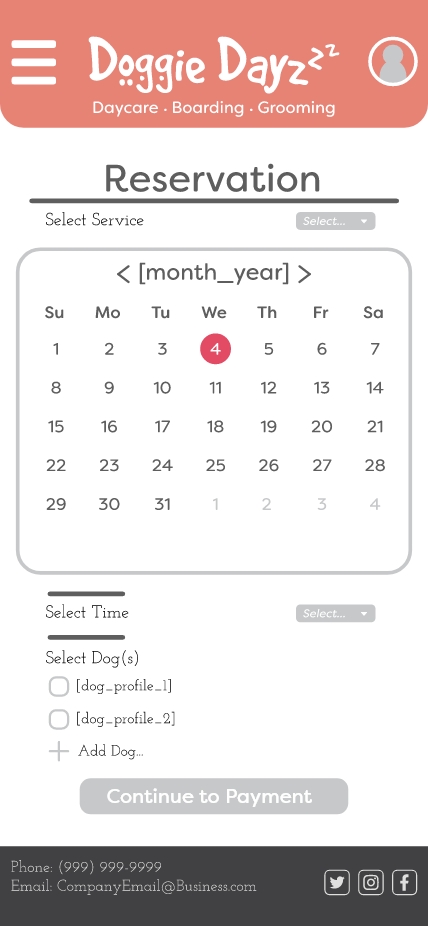 Doggie Dayzzzz
Daycare . Boarding . Grooming
Reservation
Select Service Select...
< [month_year] >
Su Mo Tu We Th Fr Sa
1 2 3 4 5 6 7
8 9 10 11 12 13 14
15 16 17 18 19 20 21
22 23 24 25 26 27 28
29 30 31 1 2 3 4
Select Time Select...
Select Dog(s)
[dog_profile_1]
[dog_profile_2]
Add Dog...
Continue to Payment
Phone: (999) 999-9999
Email: CompanyEmail@Business.com